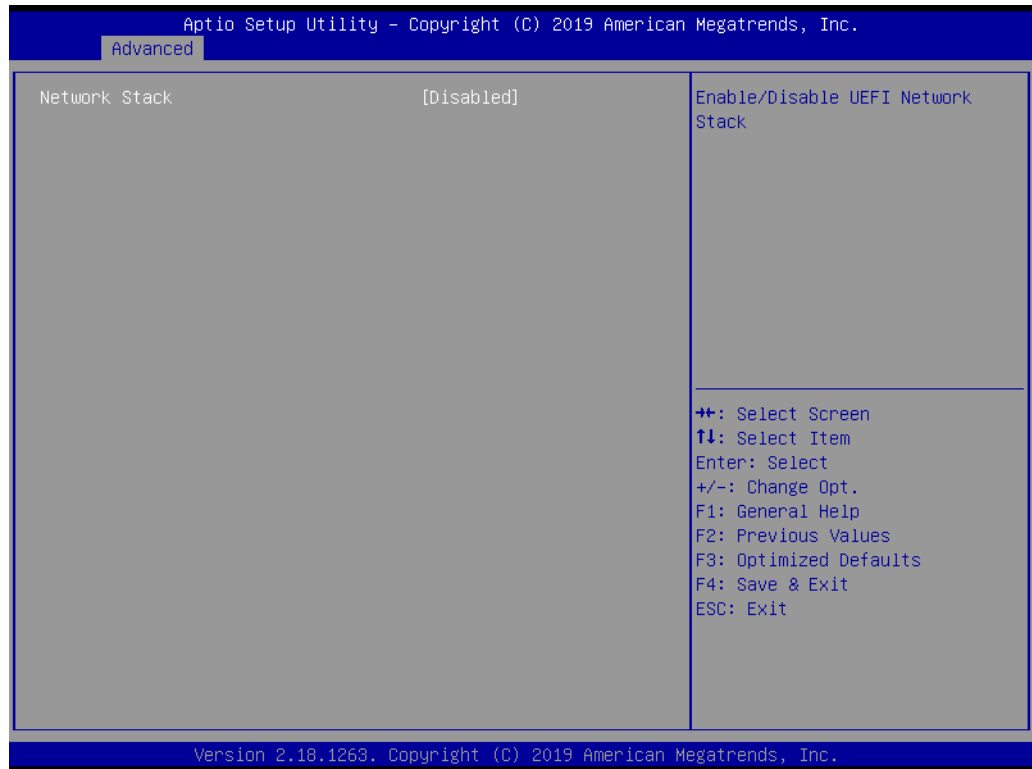 Aptio Setup Utility – Copyright (C) 2019 American Megatrends, Inc.
Advanced
Network Stack [Disabled]
Enable/Disable UEFI Network
Stack
→←: Select Screen
↑↓: Select Item
Enter: Select
+/-: Change Opt.
F1: General Help
F2: Previous Values
F3: Optimized Defaults
F4: Save & Exit
ESC: Exit
Version 2.18.1263. Copyright (C) 2019 American Megatrends, Inc.